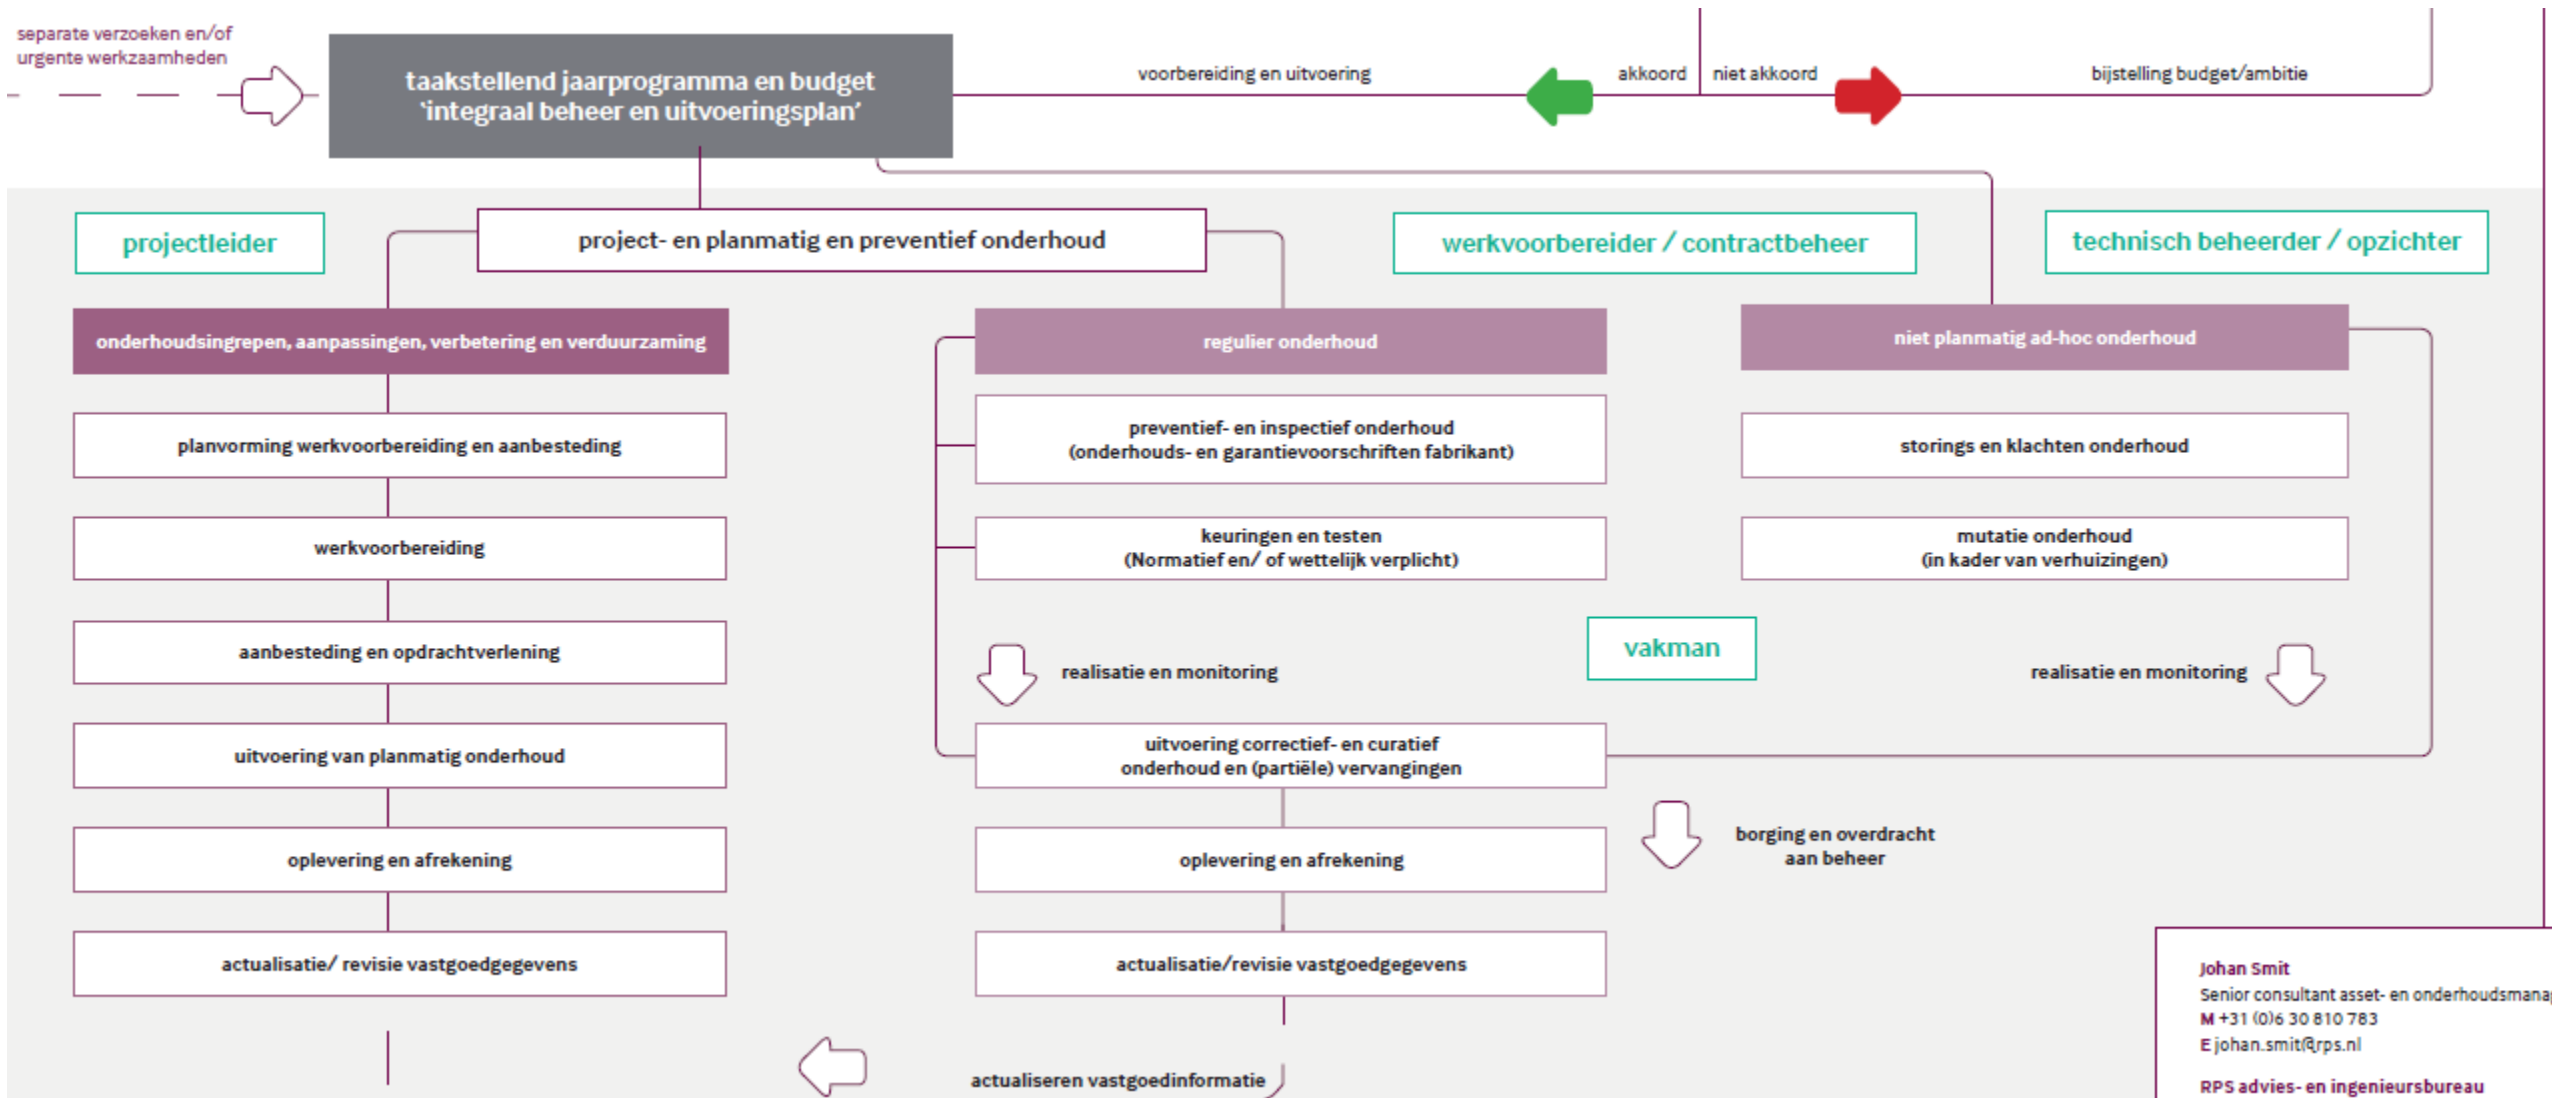 separate verzoeken en/of
urgente werkzaamheden
taakstellend jaarprogramma en budget
‘integraal beheer en uitvoeringsplan’
voorbereiding en uitvoering
akkoord
niet akkoord
bijstelling budget/ambitie
projectleider
project- en planmatig en preventief onderhoud
werkvoorbereider / contractbeheer
technisch beheerder / opzichter
onderhoudsingrepen, aanpassingen, verbetering en verduurzaming
planvorming werkvoorbereiding en aanbesteding
werkvoorbereiding
aanbesteding en opdrachtverlening
uitvoering van planmatig onderhoud
oplevering en afrekening
actualisatie/ revisie vastgoedgegevens
regulier onderhoud
preventief- en inspectief onderhoud
(onderhouds- en garantievoorschriften fabrikant)
keuringen en testen
(Normatief en/ of wettelijk verplicht)
realisatie en monitoring
uitvoering correctief- en curatief
onderhoud en (partiële) vervangingen
oplevering en afrekening
actualisatie/revisie vastgoedgegevens
actualiseren vastgoedinformatie
niet planmatig ad-hoc onderhoud
storings en klachten onderhoud
mutatie onderhoud
(in kader van verhuizingen)
vakman
realisatie en monitoring
borging en overdracht
aan beheer
Johan Smit
Senior consultant asset- en onderhoudsmana
M +31 (0)6 30 810 783
E johan.smit@rps.nl
RPS advies- en ingenieursbureau